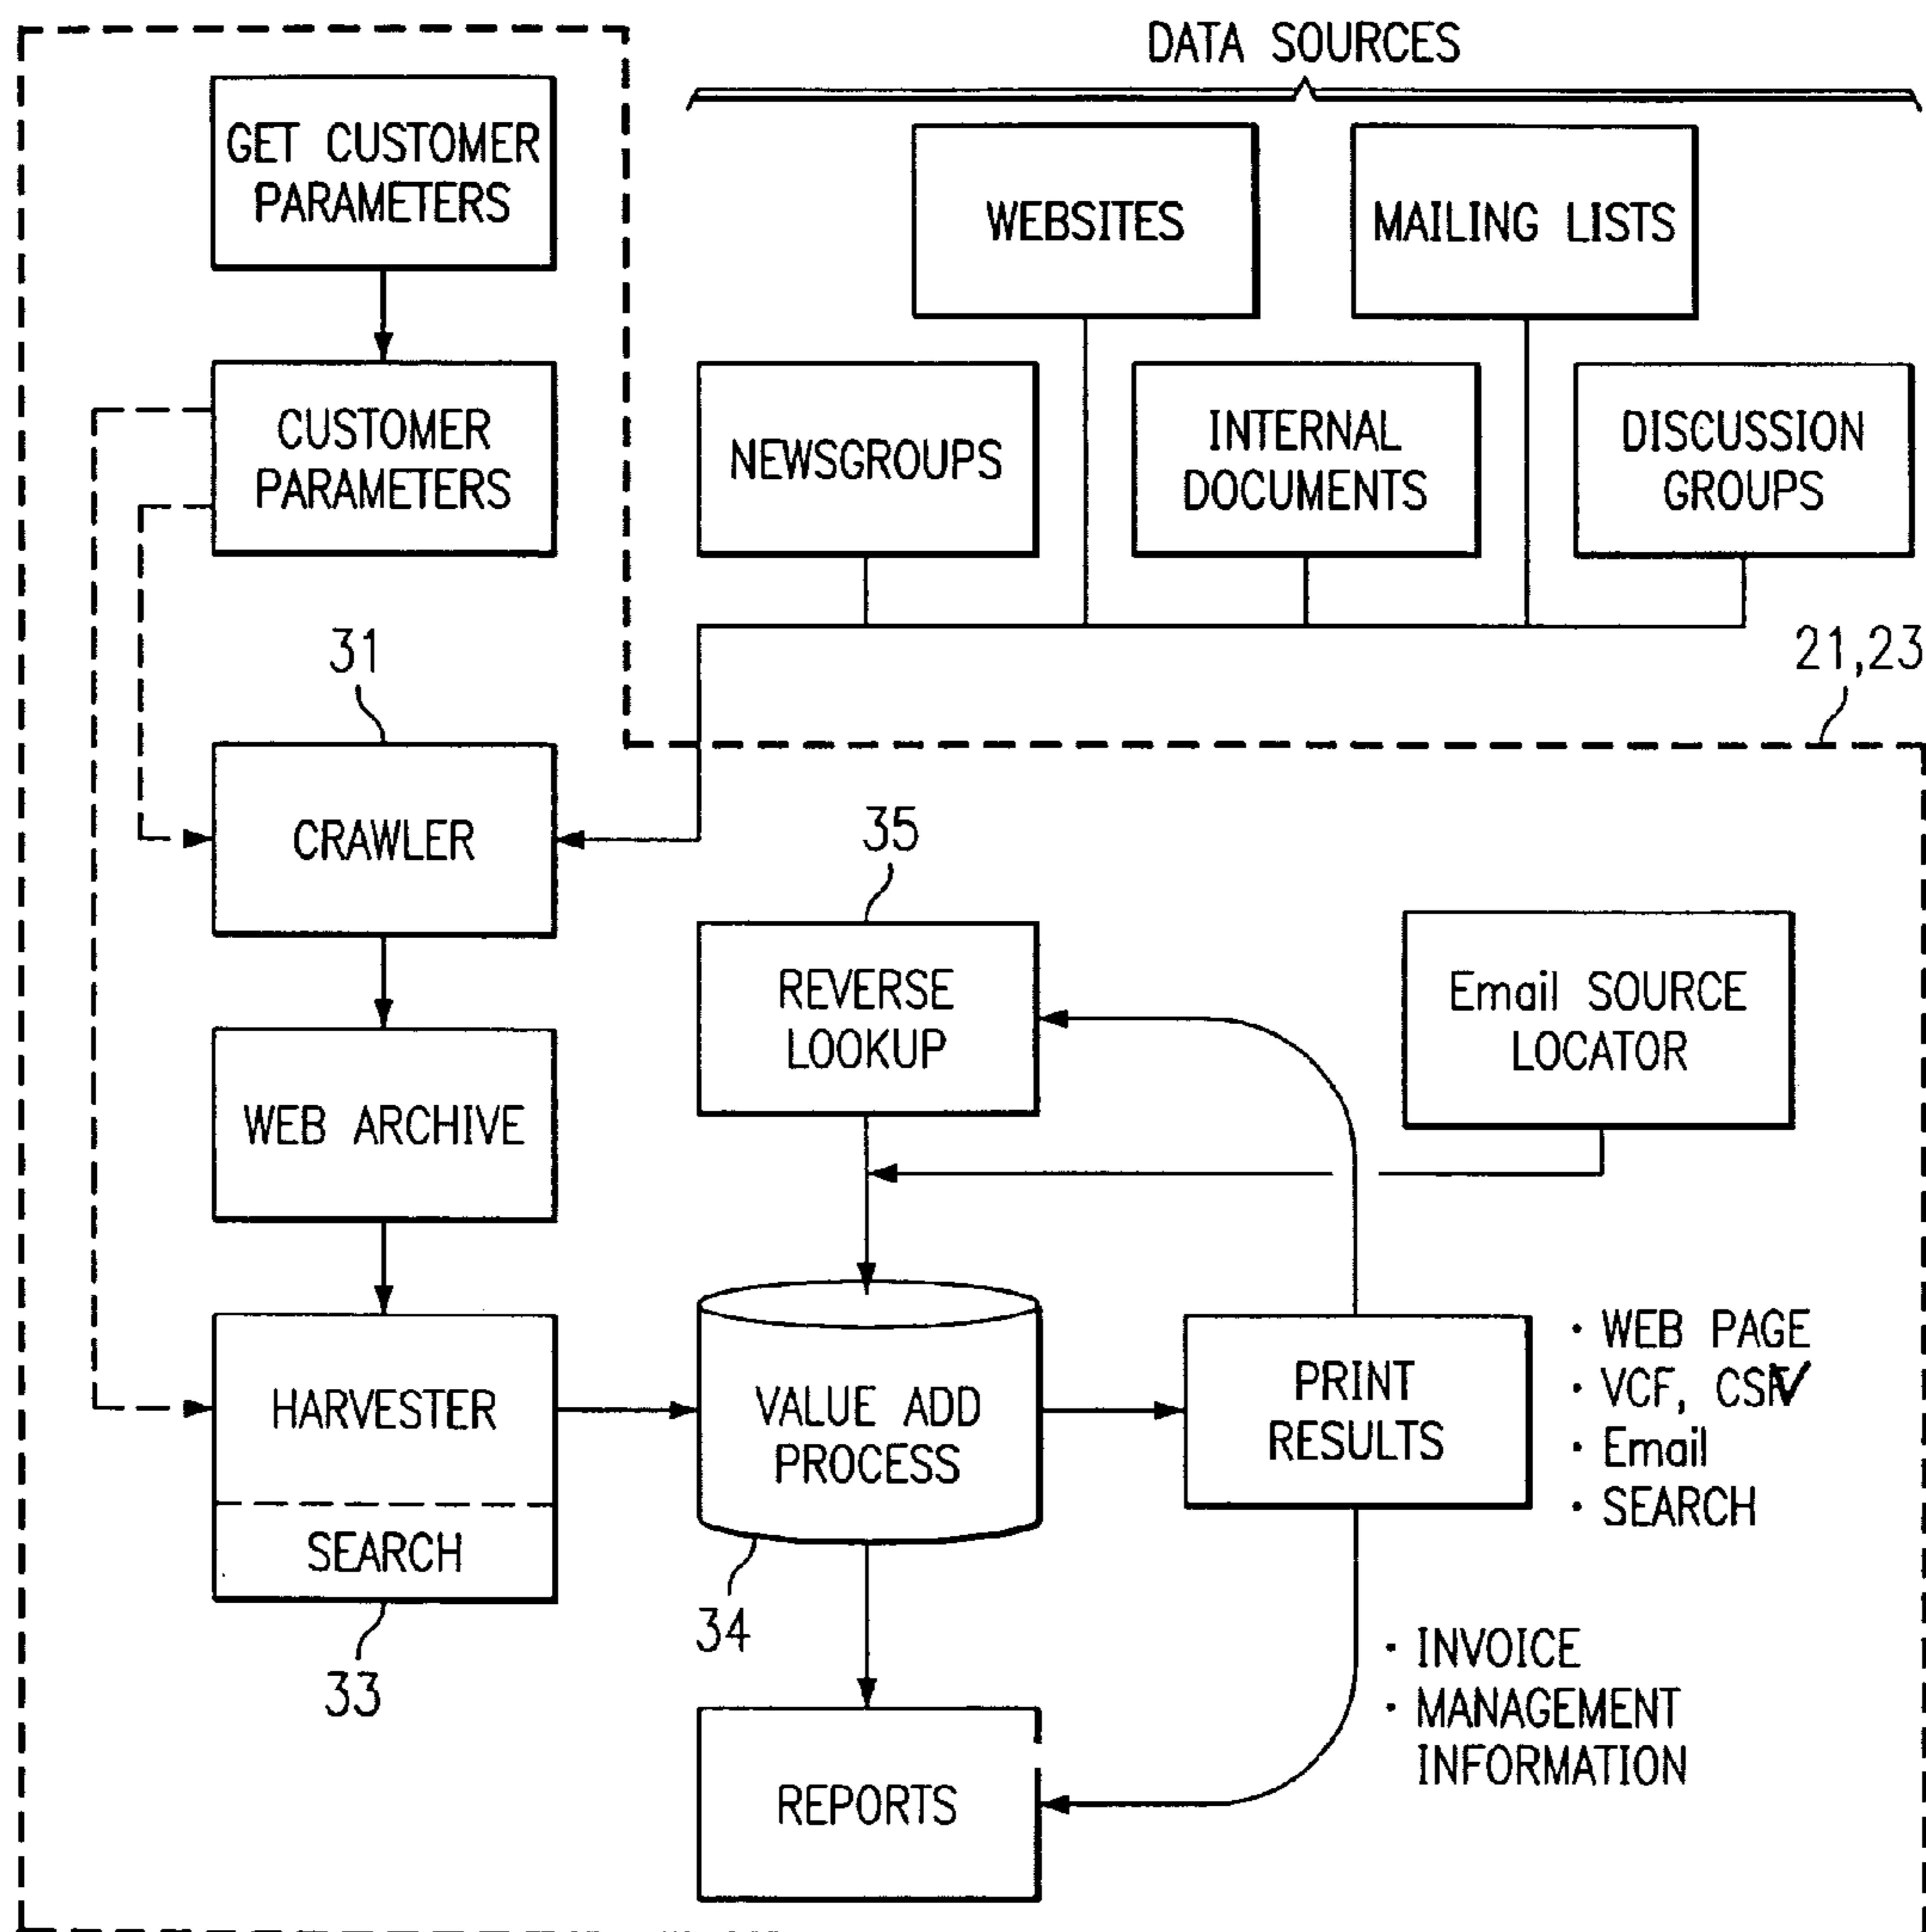 DATA SOURCES
GET CUSTOMER
PARAMETERS
WEBSITES
MAILING LISTS
CUSTOMER
PARAMETERS
NEWSGROUPS
INTERNAL
DOCUMENTS
DISCUSSION
GROUPS
31
21,23
CRAWLER
35
REVERSE
LOOKUP
Email SOURCE
LOCATOR
WEB ARCHIVE
HARVESTER
SEARCH
33
VALUE ADD
PROCESS
34
PRINT
RESULTS
· WEB PAGE
· VCF, CSV
· Email
· SEARCH
· INVOICE
· MANAGEMENT
INFORMATION
REPORTS